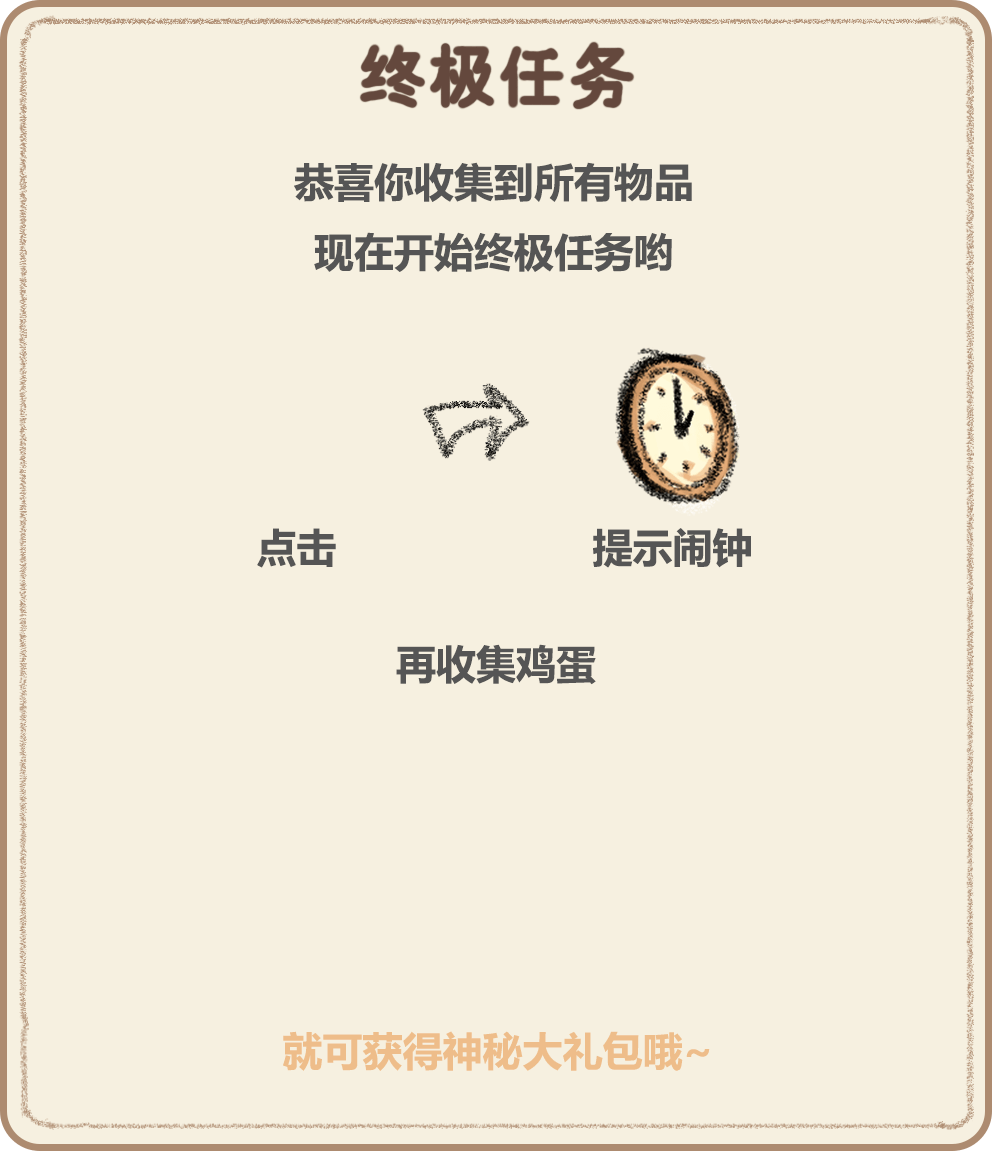 终极任务
恭喜你收集到所有物品
现在开始终极任务哟
点击 提示闹钟
再收集鸡蛋
就可获得神秘大礼包哦~